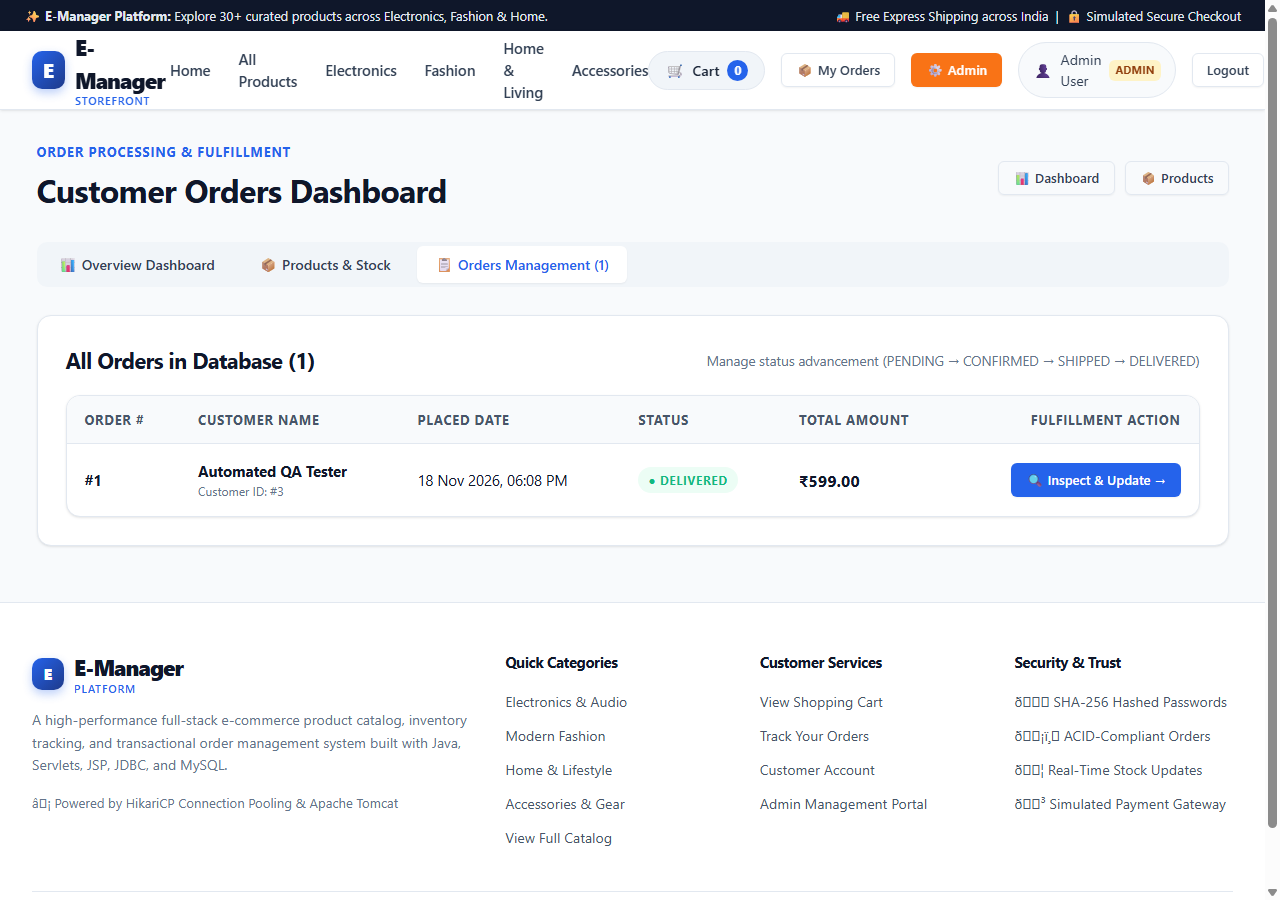 ✨ E-Manager Platform: Explore 30+ curated products across Electronics, Fashion & Home.
🚚 Free Express Shipping across India | 🔒 Simulated Secure Checkout
E
E-
Manager
STOREFRONT
Home
All
Products
Electronics
Fashion
Home
&
Living
Accessories
🛒 Cart 0
📦 My Orders
⚙️ Admin
👤 Admin
User
ADMIN
Logout
ORDER PROCESSING & FULFILLMENT
Customer Orders Dashboard
📊 Dashboard
📦 Products
📊 Overview Dashboard
📦 Products & Stock
📋 Orders Management (1)
All Orders in Database (1)
Manage status advancement (PENDING → CONFIRMED → SHIPPED → DELIVERED)
ORDER # CUSTOMER NAME PLACED DATE STATUS TOTAL AMOUNT FULFILLMENT ACTION
#1
Automated QA Tester
Customer ID: #3
18 Nov 2026, 06:08 PM
● DELIVERED
₹599.00
🔍 Inspect & Update →
E
E-Manager
PLATFORM
A high-performance full-stack e-commerce product catalog, inventory
tracking, and transactional order management system built with Java,
Servlets, JSP, JDBC, and MySQL.
â▯¡ Powered by HikariCP Connection Pooling & Apache Tomcat
Quick Categories
Electronics & Audio
Modern Fashion
Home & Lifestyle
Accessories & Gear
View Full Catalog
Customer Services
View Shopping Cart
Track Your Orders
Customer Account
Admin Management Portal
Security & Trust
ð▯▯▯ SHA-256 Hashed Passwords
ð▯▯¡ï¸▯ ACID-Compliant Orders
ð▯▯¦ Real-Time Stock Updates
ð▯▯³ Simulated Payment Gateway